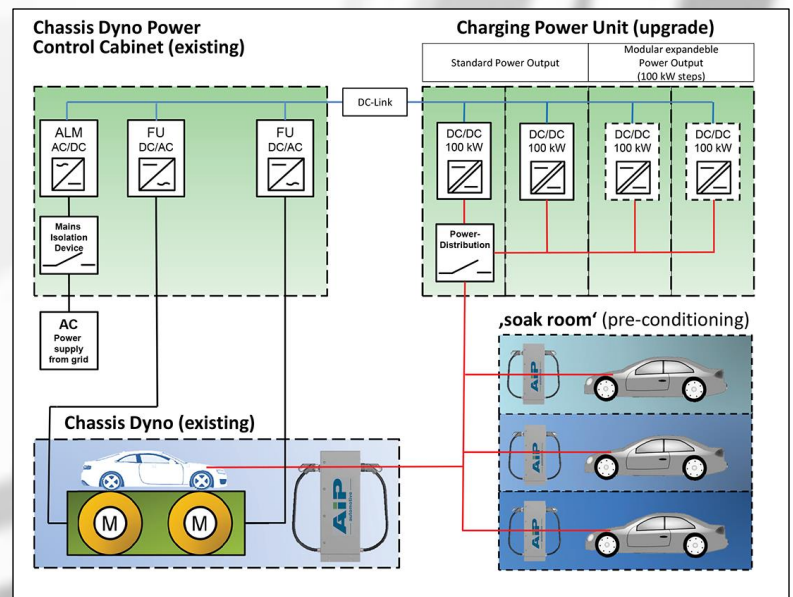 Chassis Dyno Power
Control Cabinet (existing)
Charging Power Unit (upgrade)
Standard Power Output
Modular expandeble
Power Output
(100 kW steps)
DC-Link
ALM
AC/DC
FU
DC/AC
FU
DC/AC
DC/DC
100 kW
DC/DC
100 kW
DC/DC
100 kW
DC/DC
100 kW
Mains
Isolation
Device
Power-
Distribution
AC
Power
supply
from grid
‚soak room‘ (pre-conditioning)
AiP
AiP
AiP
Chassis Dyno (existing)
M
M
AiP